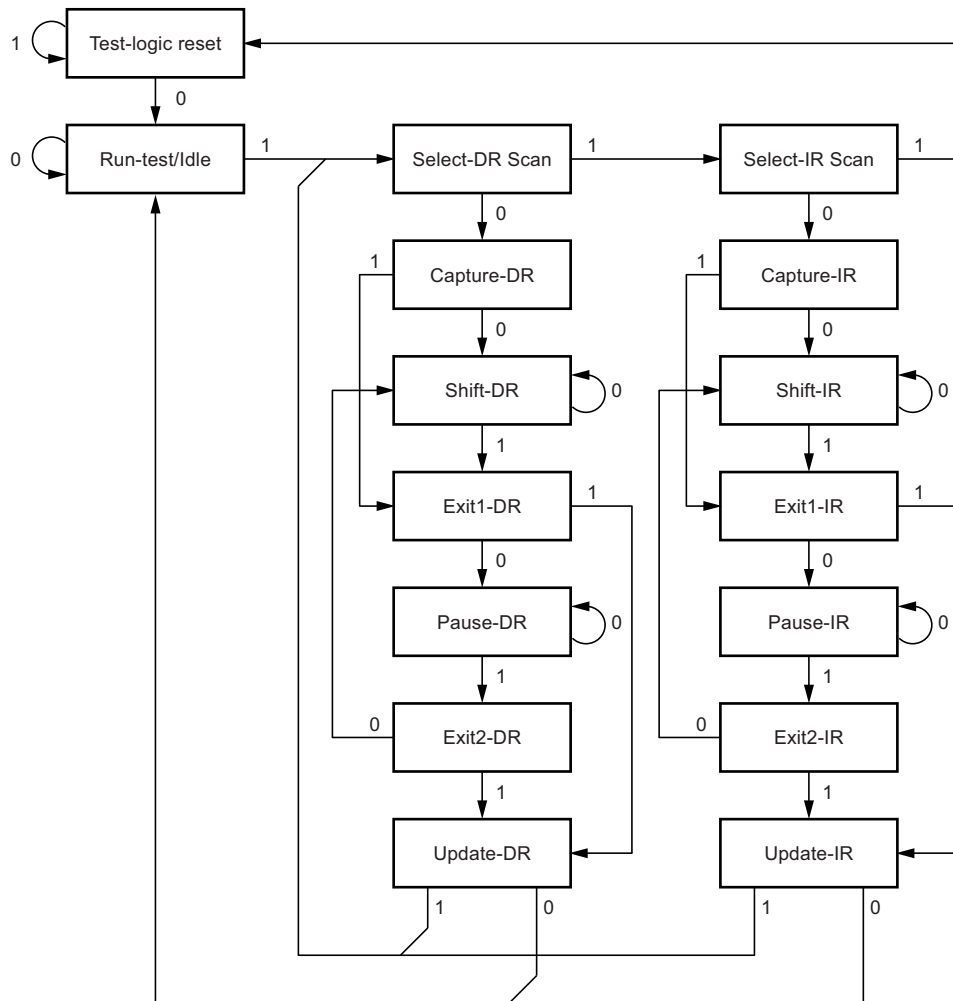 Test-logic reset
1
0
Run-test/Idle
0
1
Select-DR Scan
1
Select-IR Scan
1
0
0
1
Capture-DR
1
Capture-IR
0
0
Shift-DR
0
Shift-IR
0
1
1
Exit1-DR
1
Exit1-IR
1
0
0
Pause-DR
0
Pause-IR
0
1
1
0
Exit2-DR
0
Exit2-IR
1
1
Update-DR
Update-IR
1
0
1
0